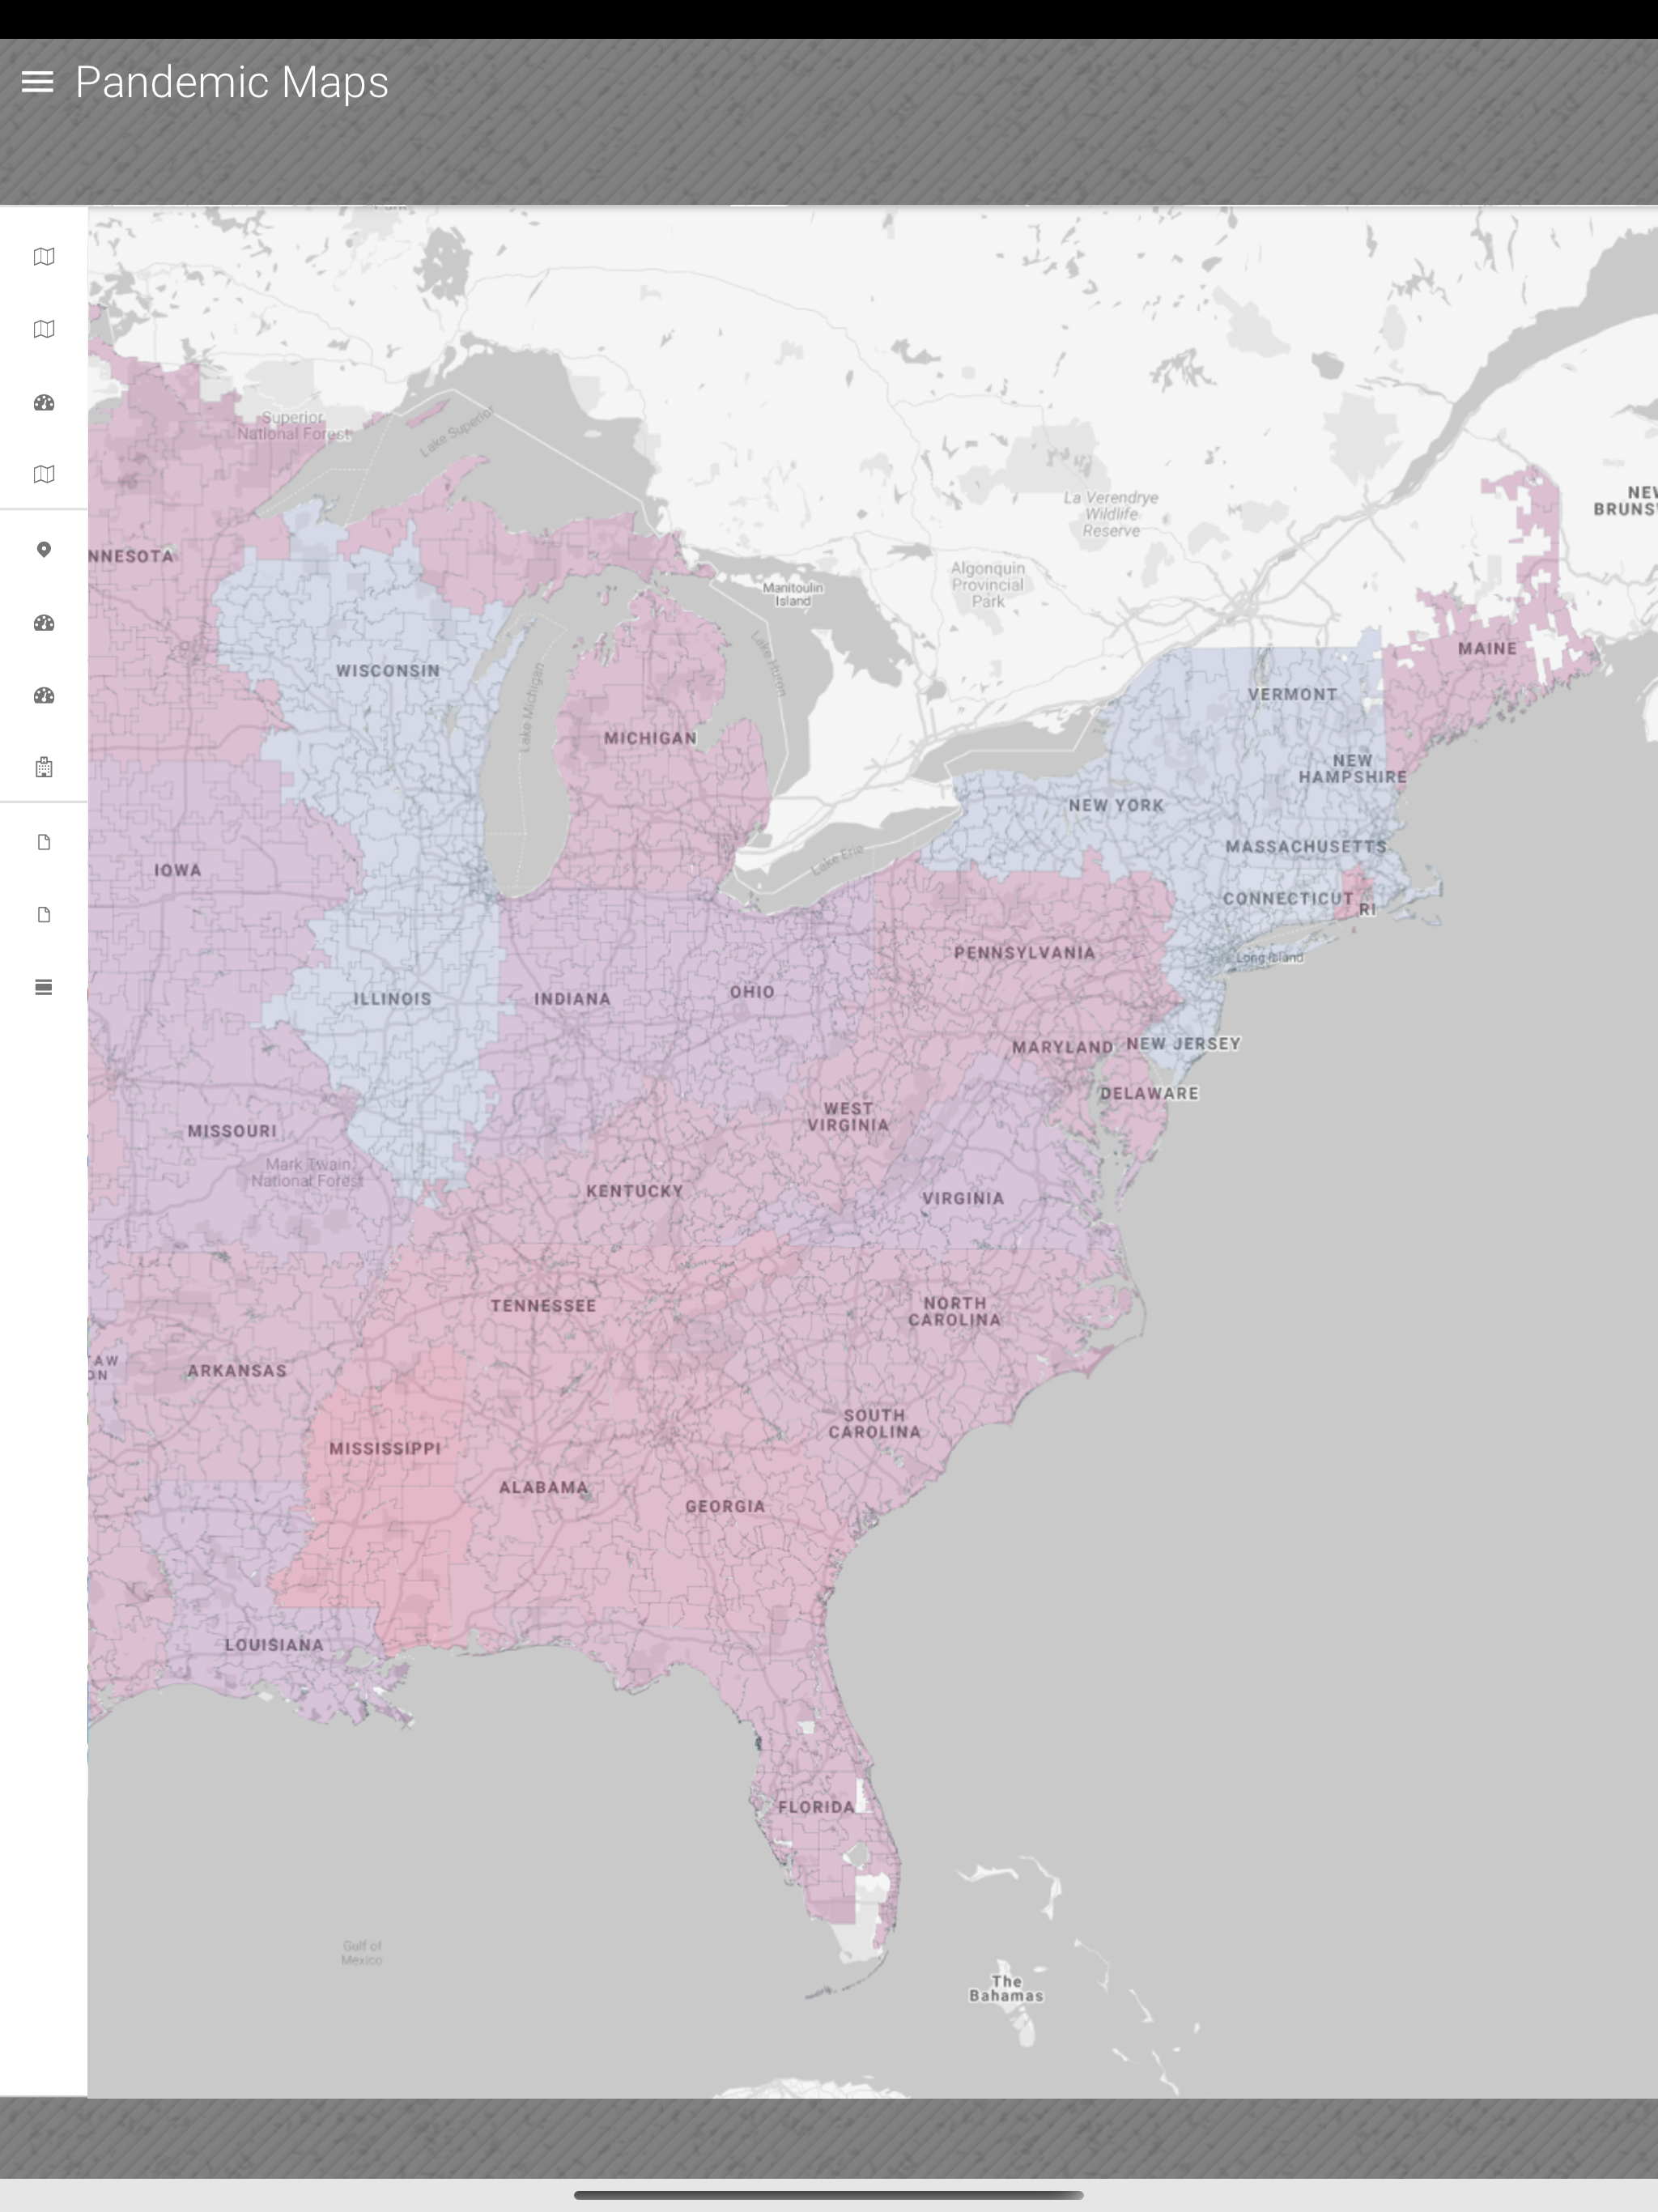 Pandemic Maps
Park
Superior
National Forest
Lake Superior
La Verendrye
Wildlife
Reserve
NEW
BRUNSW
NNESOTA
Manitoulin
Island
Algonquin
Provincial
Park
Lake Huron
WISCONSIN
Lake Michigan
MAINE
VERMONT
MICHIGAN
NEW
HAMPSHIRE
NEW YORK
MASSACHUSETTS
Lake Erie
IOWA
CONNECTICUT
RI
PENNSYLVANIA
Long Island
ILLINOIS
INDIANA
OHIO
MARYLAND
NEW JERSEY
DELAWARE
WEST
VIRGINIA
MISSOURI
Mark Twain
National Forest
KENTUCKY
VIRGINIA
TENNESSEE
NORTH
CAROLINA
AW
ON
ARKANSAS
SOUTH
CAROLINA
MISSISSIPPI
ALABAMA
GEORGIA
LOUISIANA
FLORIDA
Gulf of
Mexico
The
Bahamas